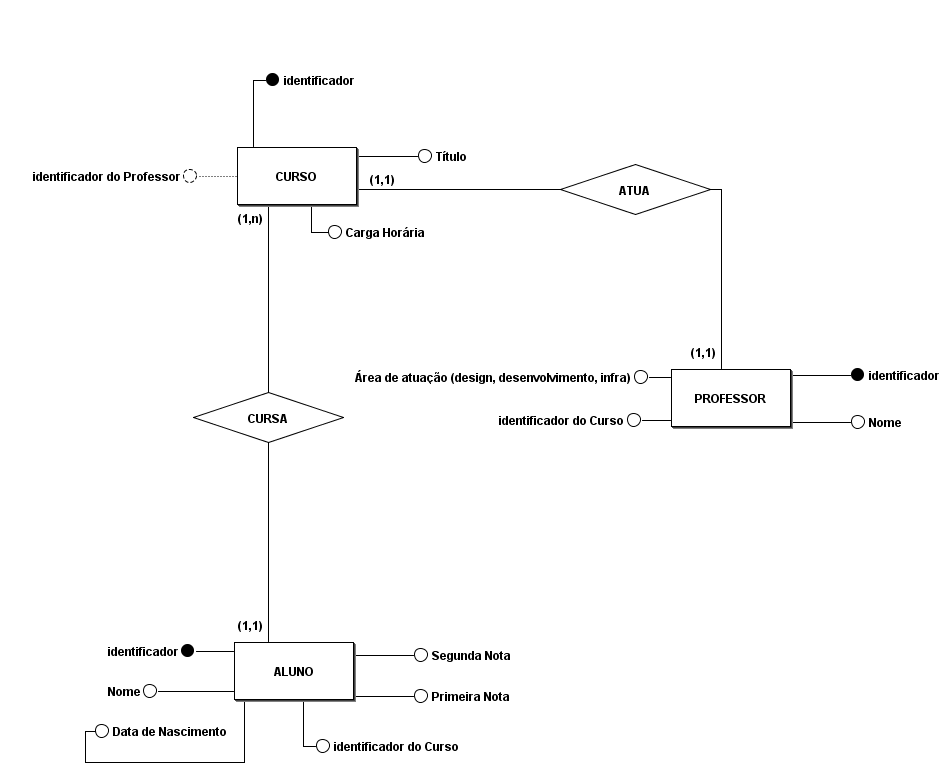 identificador
Título
identificador do Professor
CURSO
(1,1)
ATUA
(1,n)
Carga Horária
(1,1)
Área de atuação (design, desenvolvimento, infra)
identificador
PROFESSOR
identificador do Curso
Nome
CURSA
(1,1)
identificador
Segunda Nota
ALUNO
Nome
Primeira Nota
Data de Nascimento
identificador do Curso